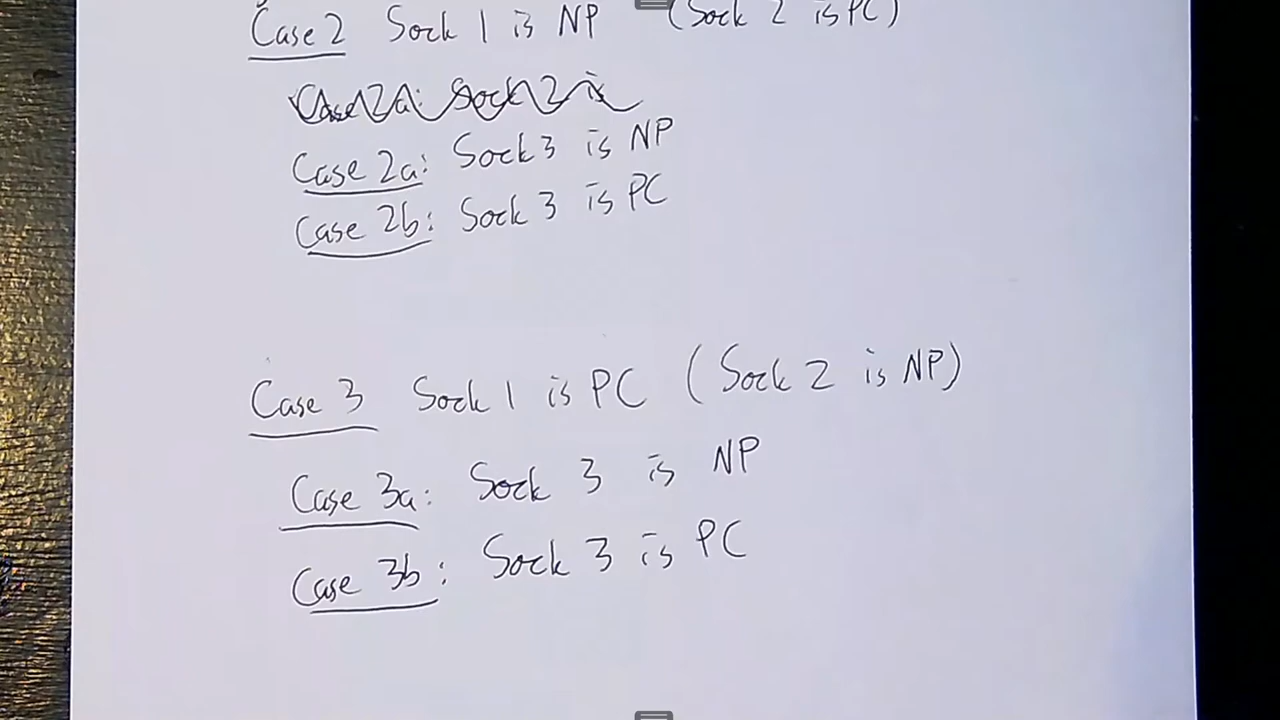 Case 2 Sock 1 is NP (Sock 2 is PC)
Case 2a: Sock 2 is
Case 2a: Sock 3 is NP
Case 2b: Sock 3 is PC
Case 3 Sock 1 is PC (Sock 2 is NP)
Case 3a: Sock 3 is NP
Case 3b: Sock 3 is PC